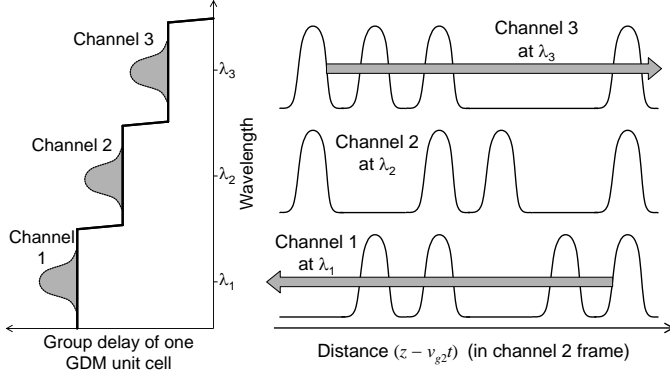 Channel 3
Channel 2
Channel
1
λ3
λ2
λ1
Wavelength
Group delay of one
GDM unit cell
Channel 3
at λ3
Channel 2
at λ2
Channel 1
at λ1
Distance (z − vg2t) (in channel 2 frame)